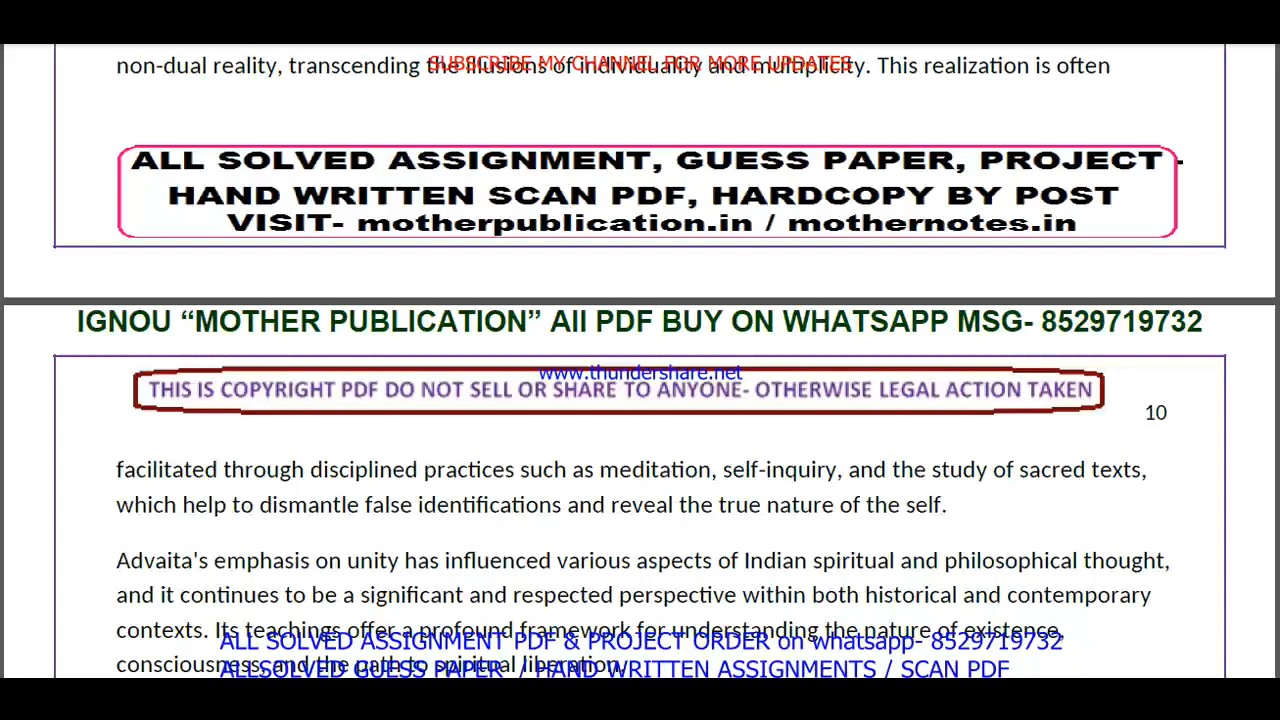 SUBSCRIBE MY CHANNEL FOR MORE UPDATES
non-dual reality, transcending the illusions of individuality and multiplicity. This realization is often
ALL SOLVED ASSIGNMENT, GUESS PAPER, PROJECT -
HAND WRITTEN SCAN PDF, HARDCOPY BY POST
VISIT- motherpublication.in / mothernotes.in
IGNOU “MOTHER PUBLICATION” All PDF BUY ON WHATSAPP MSG- 8529719732
www.thundershare.net
THIS IS COPYRIGHT PDF DO NOT SELL OR SHARE TO ANYONE- OTHERWISE LEGAL ACTION TAKEN
10
facilitated through disciplined practices such as meditation, self-inquiry, and the study of sacred texts,
which help to dismantle false identifications and reveal the true nature of the self.
Advaita's emphasis on unity has influenced various aspects of Indian spiritual and philosophical thought,
and it continues to be a significant and respected perspective within both historical and contemporary
contexts. Its teachings offer a profound framework for understanding the nature of existence,
ALL SOLVED ASSIGNMENT PDF & PROJECT ORDER on whatsapp- 8529719732
consciousness, and the path to spiritual liberation.
ALLSOLVED GUESS PAPER / HAND WRITTEN ASSIGNMENTS / SCAN PDF